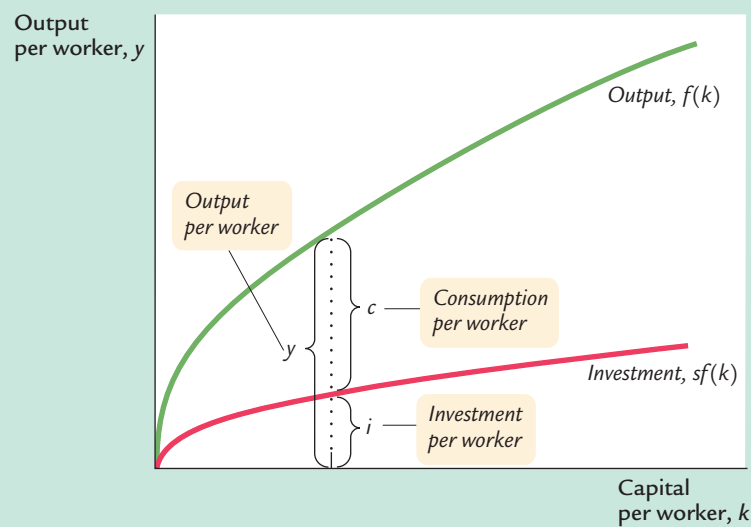 Output
per worker, y
Output, f(k)
Output
per worker
c
Consumption
per worker
y
Investment, sf(k)
i
Investment
per worker
Capital
per worker, k